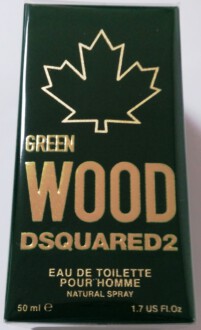 GREEN
WOOD
DSQUARED2
EAU DE TOILETTE
POUR HOMME
NATURAL SPRAY
50 ml e 1.7 US Fl.Oz